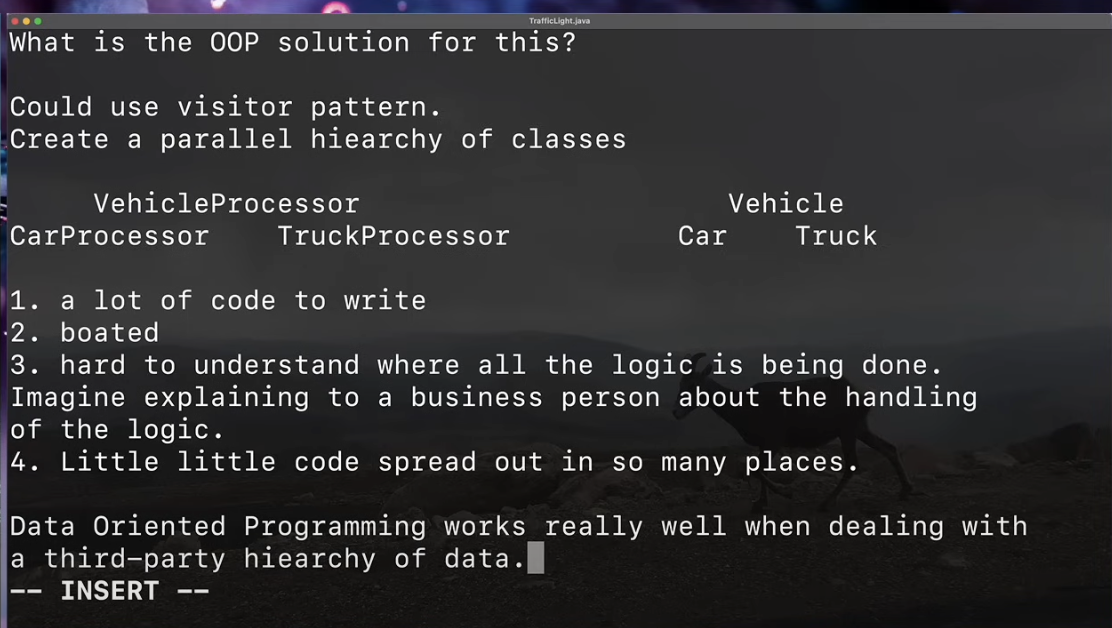 TrafficLight.java
What is the OOP solution for this?
Could use visitor pattern.
Create a parallel hiearchy of classes
VehicleProcessor Vehicle
CarProcessor TruckProcessor Car Truck
1. a lot of code to write
2. boated
3. hard to understand where all the logic is being done.
Imagine explaining to a business person about the handling
of the logic.
4. Little little code spread out in so many places.
Data Oriented Programming works really well when dealing with
a third-party hiearchy of data.
-- INSERT --